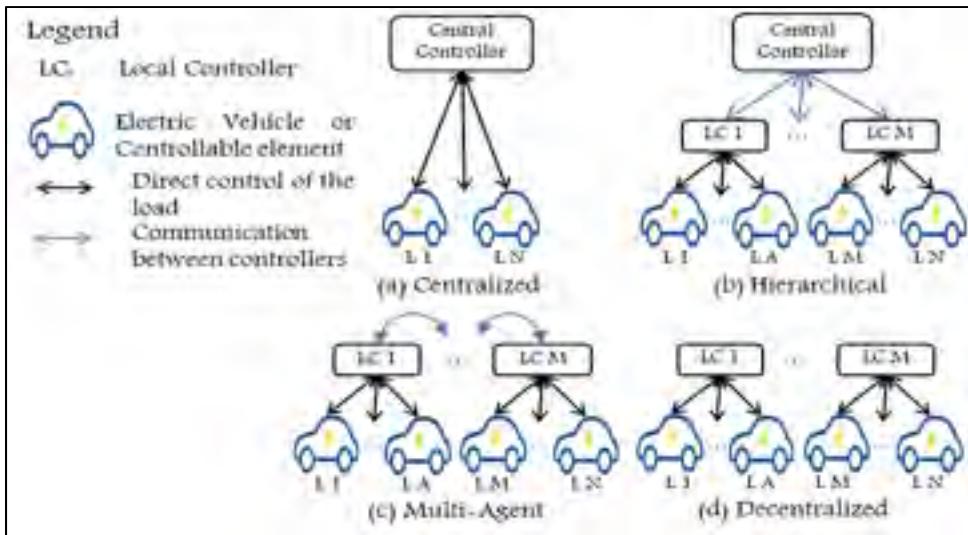 Legend
LC. Local Controller
Electric Vehicle or
Controllable element
Direct control of the
load
Communication
between controllers
Central
Controller
L 1 ... L N
(a) Centralized
Central
Controller
LC 1 ... LC M
L 1 ... L A L M ... L N
(b) Hierarchical
LC 1 ... LC M
L 1 ... L A L M ... L N
(c) Multi-Agent
LC 1 ... LC M
L 1 ... L A L M ... L N
(d) Decentralized